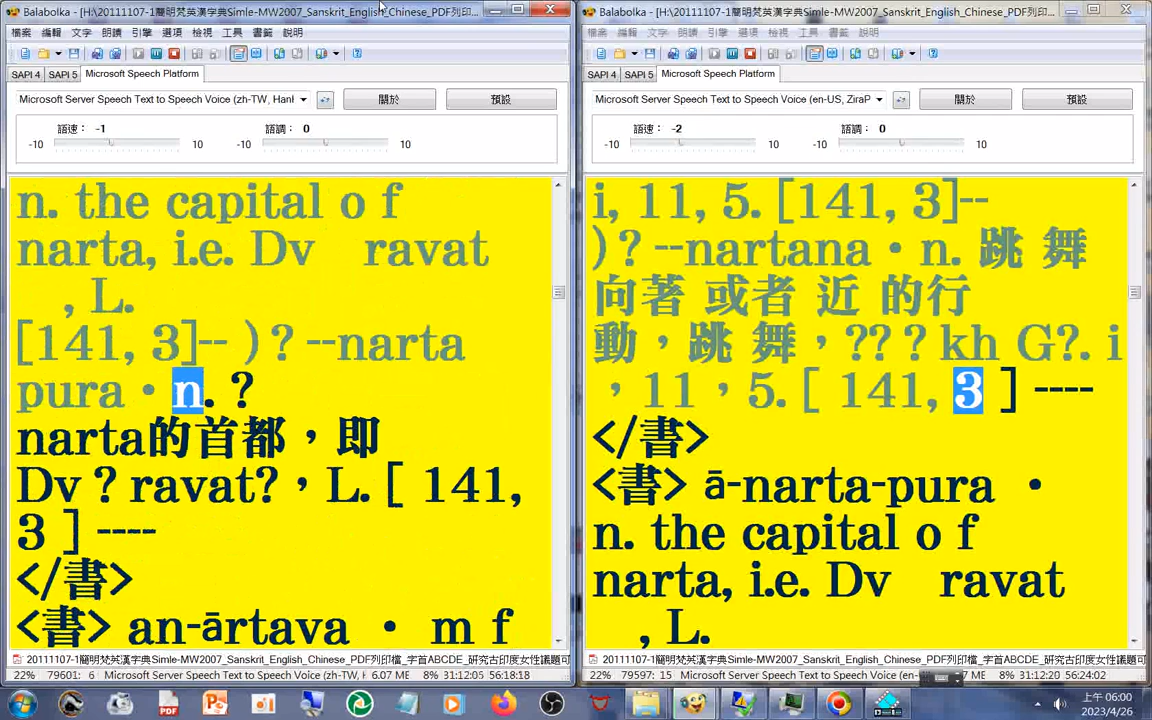 Balabolka - [H:\20111107-1簡明梵英漢字典Simle-MW2007_Sanskrit_English_Chinese_PDF列印...
檔案 編輯 文字 朗讀 引擎 選項 檢視 工具 書籤 說明
SAPI 4 SAPI 5 Microsoft Speech Platform
Microsoft Server Speech Text to Speech Voice (zh-TW, Hanl
關於
預設
語速: -1 語調: 0
-10 10 -10 10
n. the capital o f
narta, i.e. Dv ravat
, L.
[141, 3]-- )? --narta
pura·n. ?
narta的首都,即
Dv?ravat?,L.[ 141,
3 ] ----
</書>
<書> an-ārtava · m f
20111107-1簡明梵英漢字典Simle-MW2007_Sanskrit_English_Chinese_PDF列印檔_字首ABCDE_研究古印度女性議題可
22% 79601: 6 Microsoft Server Speech Text to Speech Voice (zh-TW, H 6.07 ME 8% 31:12:05 56:18:18
Balabolka - [H:\20111107-1簡明梵英漢字典Simle-MW2007_Sanskrit_English_Chinese_PDF列印...
檔案 編輯 文字 朗讀 引擎 選項 檢視 工具 書籤 說明
SAPI 4 SAPI 5 Microsoft Speech Platform
Microsoft Server Speech Text to Speech Voice (en-US, ZiraP
關於
預設
語速: -2 語調: 0
-10 10 -10 10
i, 11, 5. [141, 3]--
)? --nartana·n. 跳 舞
向著 或者 近 的行
動,跳 舞,???kh G?. i
,11,5. [ 141, 3 ] ----
</書>
<書> ā-narta-pura ·
n. the capital o f
narta, i.e. Dv ravat
, L.
20111107-1簡明梵英漢字典Simle-MW2007_Sanskrit_English_Chinese_PDF列印檔_字首ABCDE_研究古印度女性議題可
22% 79597: 15 Microsoft Server Speech Text to Speech Voice 8% 31:12:20 56:24:02
上午 06:00
2023/4/26